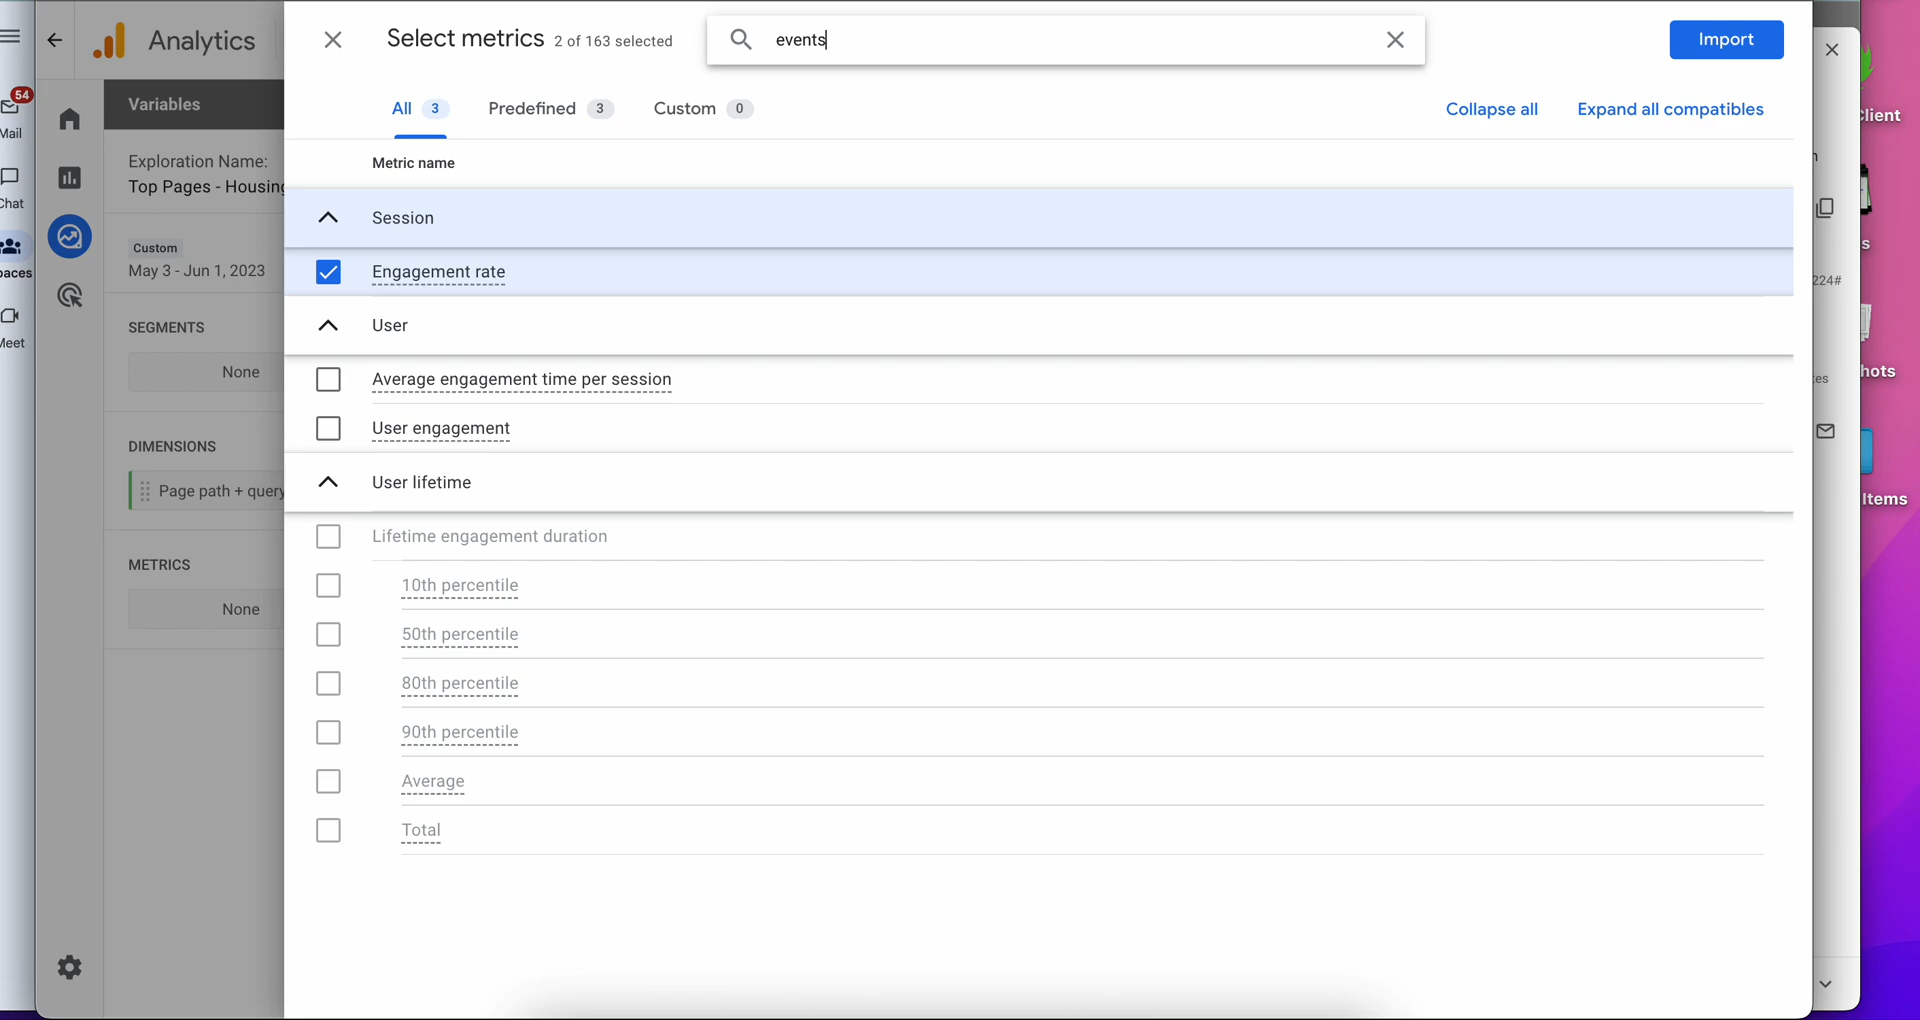 Analytics
Select metrics 2 of 163 selected
events
Import
54
Mail
Chat
paces
Meet
Variables
Exploration Name:
Top Pages - Housing
Custom
May 3 - Jun 1, 2023
SEGMENTS
None
DIMENSIONS
Page path + query
METRICS
None
All 3
Predefined 3
Custom 0
Collapse all
Expand all compatibles
Metric name
Session
Engagement rate
User
Average engagement time per session
User engagement
User lifetime
Lifetime engagement duration
10th percentile
50th percentile
80th percentile
90th percentile
Average
Total
lient
s
224#
hots
es
Items